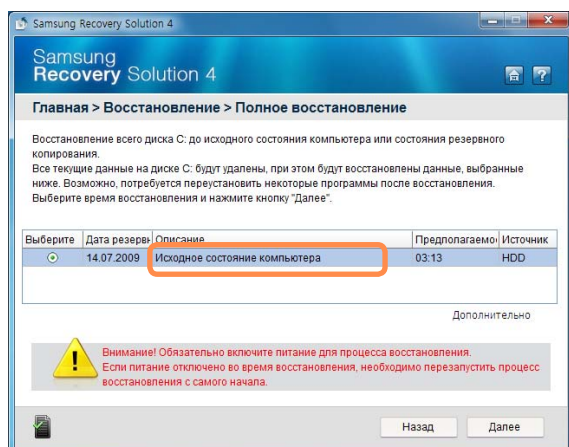 Samsung Recovery Solution 4
Samsung
Recovery Solution 4
Главная > Восстановление > Полное восстановление
Восстановление всего диска С: до исходного состояния компьютера или состояния резервного
копирования.
Все текущие данные на диске С: будут удалены, при этом будут восстановлены данные, выбранные
ниже. Возможно, потребуется переустановить некоторые программы после восстановления.
Выберите время восстановления и нажмите кнопку "Далее".
Выберите Дата резерв Описание Предполагаемо Источник
14.07.2009 Исходное состояние компьютера 03:13 HDD
Дополнительно
Внимание! Обязательно включите питание для процесса восстановления.
Если питание отключено во время восстановления, необходимо перезапустить процесс
восстановления с самого начала.
Назад Далее